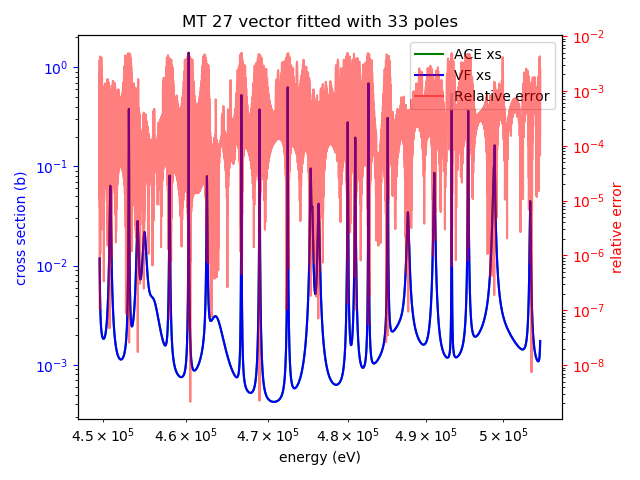 MT 27 vector fitted with 33 poles
ACE xs
VF xs
Relative error
10⁰
10⁻¹
10⁻²
10⁻³
cross section (b)
10⁻²
10⁻³
10⁻⁴
10⁻⁵
10⁻⁶
10⁻⁷
10⁻⁸
relative error
4.5 × 10⁵ 4.6 × 10⁵ 4.7 × 10⁵ 4.8 × 10⁵ 4.9 × 10⁵ 5 × 10⁵
energy (eV)